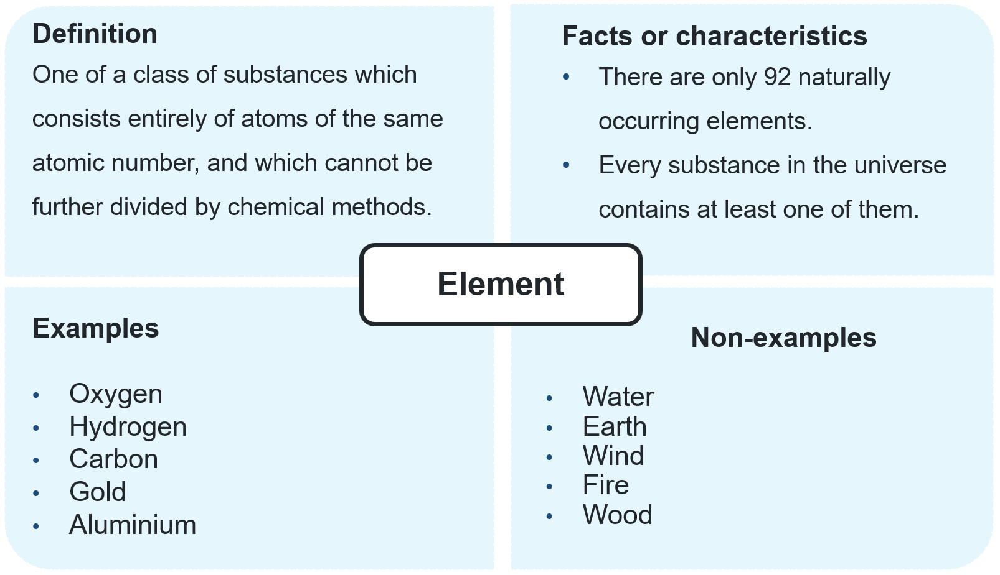 Definition
One of a class of substances which
consists entirely of atoms of the same
atomic number, and which cannot be
further divided by chemical methods.
Facts or characteristics
• There are only 92 naturally
occurring elements.
• Every substance in the universe
contains at least one of them.
Element
Examples
• Oxygen
• Hydrogen
• Carbon
• Gold
• Aluminium
Non-examples
• Water
• Earth
• Wind
• Fire
• Wood